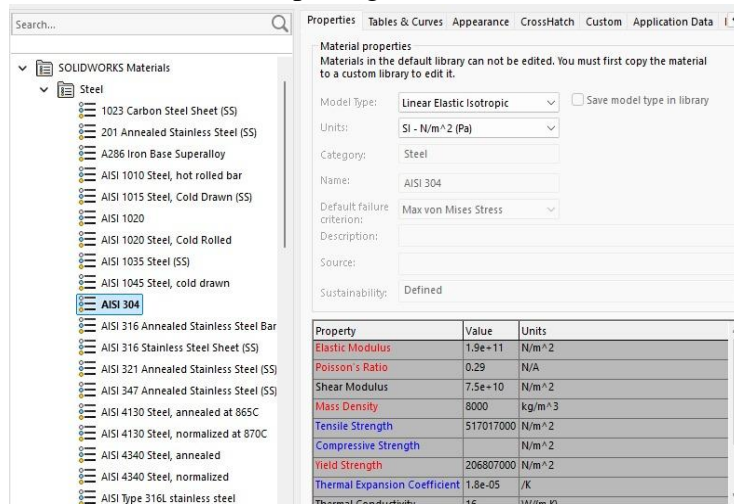 Search...
SOLIDWORKS Materials
Steel
1023 Carbon Steel Sheet (SS)
201 Annealed Stainless Steel (SS)
A286 Iron Base Superalloy
AISI 1010 Steel, hot rolled bar
AISI 1015 Steel, Cold Drawn (SS)
AISI 1020
AISI 1020 Steel, Cold Rolled
AISI 1035 Steel (SS)
AISI 1045 Steel, cold drawn
AISI 304
AISI 316 Annealed Stainless Steel Bar
AISI 316 Stainless Steel Sheet (SS)
AISI 321 Annealed Stainless Steel (SS)
AISI 347 Annealed Stainless Steel (SS)
AISI 4130 Steel, annealed at 865C
AISI 4130 Steel, normalized at 870C
AISI 4340 Steel, annealed
AISI 4340 Steel, normalized
AISI Type 316L stainless steel
Properties Tables & Curves Appearance CrossHatch Custom Application Data
Material properties
Materials in the default library can not be edited. You must first copy the material
to a custom library to edit it.
Model Type: Linear Elastic Isotropic Save model type in library
Units: SI - N/m^2 (Pa)
Category: Steel
Name: AISI 304
Default failure
criterion: Max von Mises Stress
Description:
Source:
Sustainability: Defined
Property Value Units
Elastic Modulus 1.9e+11 N/m^2
Poisson's Ratio 0.29 N/A
Shear Modulus 7.5e+10 N/m^2
Mass Density 8000 kg/m^3
Tensile Strength 517017000 N/m^2
Compressive Strength N/m^2
Yield Strength 206807000 N/m^2
Thermal Expansion Coefficient 1.8e-05 /K
Thermal Conductivity 16 W/(m·K)